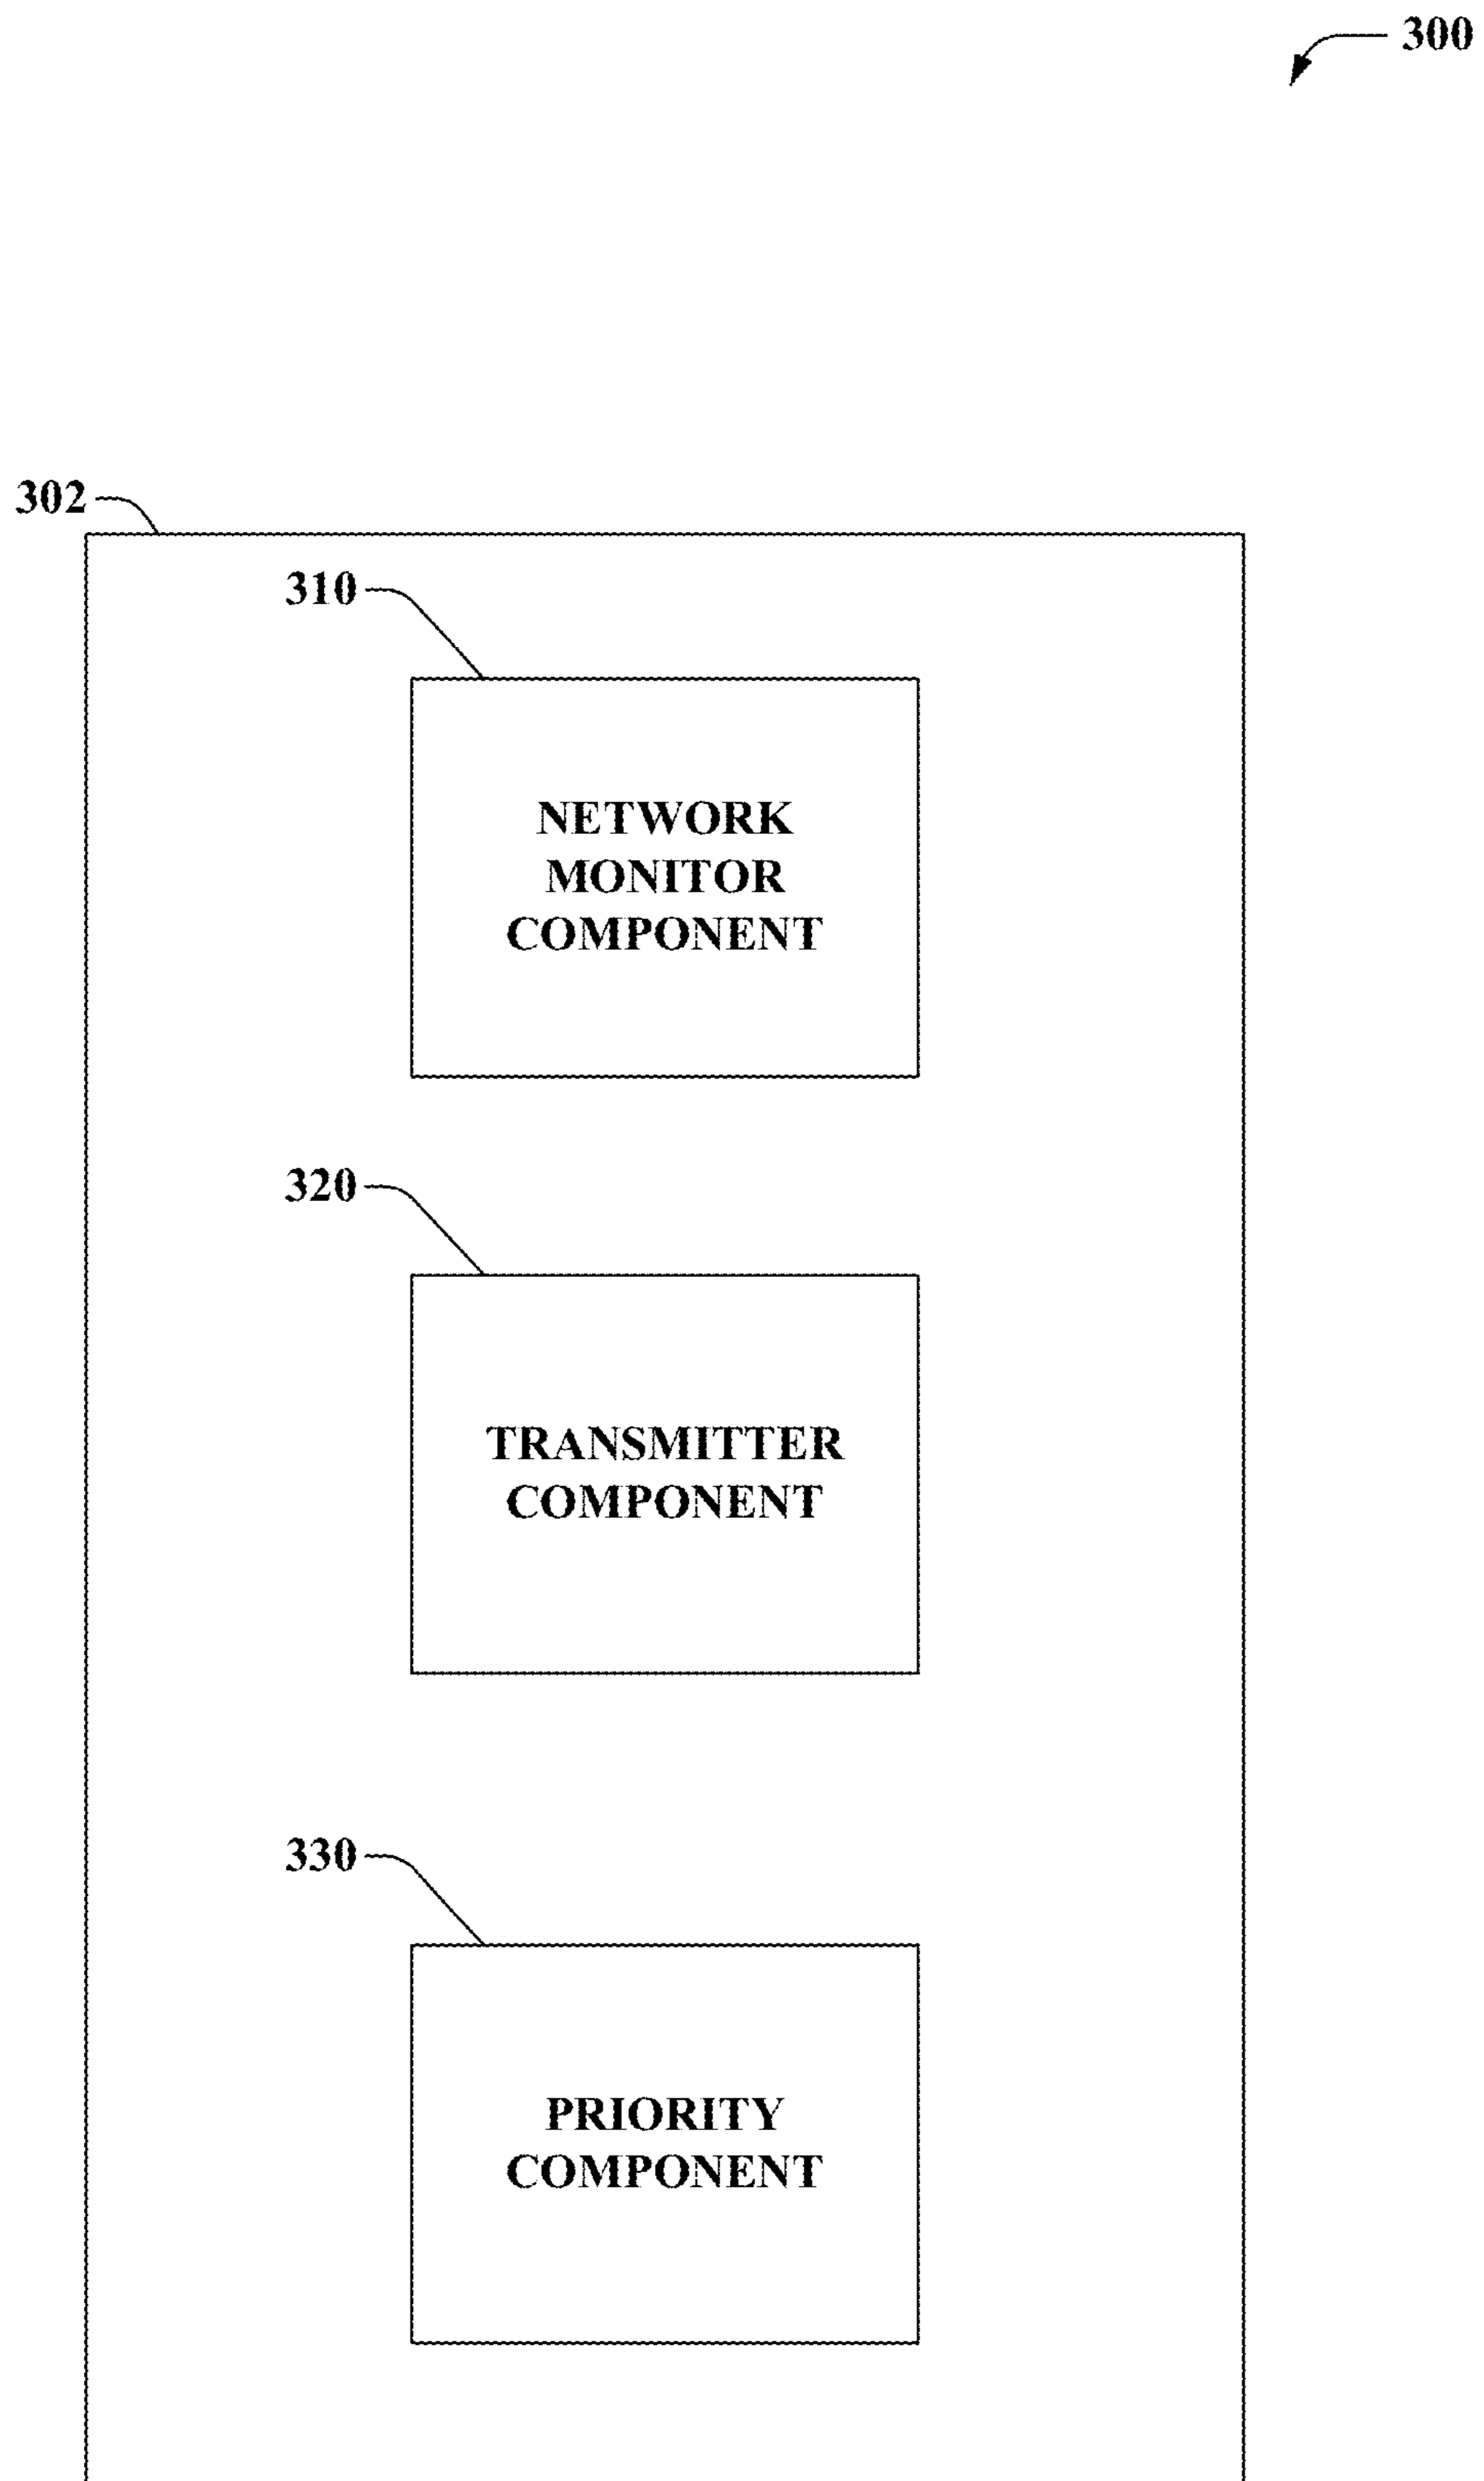 300
302
310
NETWORK
MONITOR
COMPONENT
320
TRANSMITTER
COMPONENT
330
PRIORITY
COMPONENT